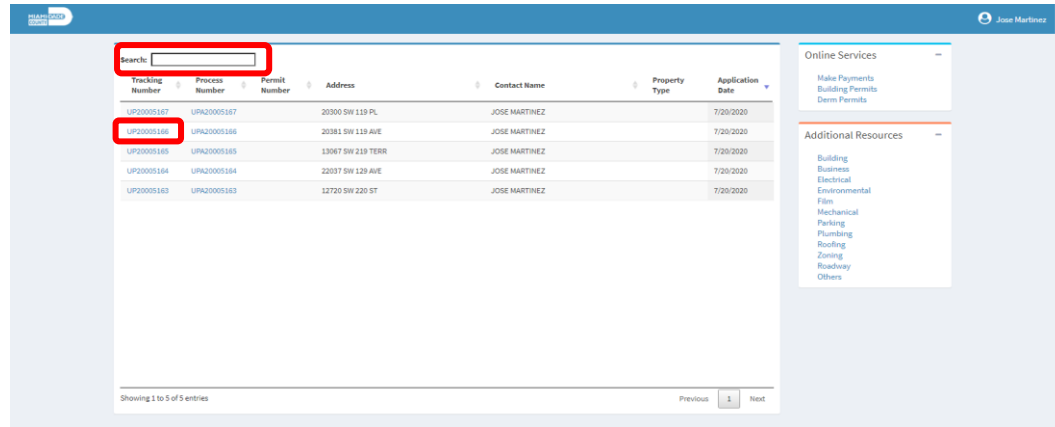 MIAMI-DADE
COUNTY
Jose Martinez
Search:
Tracking Number Process Number Permit Number Address Contact Name Property Type Application Date
UP20005167 UPA20005167 20300 SW 119 PL JOSE MARTINEZ 7/20/2020
UP20005166 UPA20005166 20381 SW 119 AVE JOSE MARTINEZ 7/20/2020
UP20005165 UPA20005165 13067 SW 219 TERR JOSE MARTINEZ 7/20/2020
UP20005164 UPA20005164 22037 SW 129 AVE JOSE MARTINEZ 7/20/2020
UP20005163 UPA20005163 12720 SW 220 ST JOSE MARTINEZ 7/20/2020
Showing 1 to 5 of 5 entries
Previous 1 Next
Online Services
Make Payments
Building Permits
Derm Permits
Additional Resources
Building
Business
Electrical
Environmental
Film
Mechanical
Parking
Plumbing
Roofing
Zoning
Roadway
Others